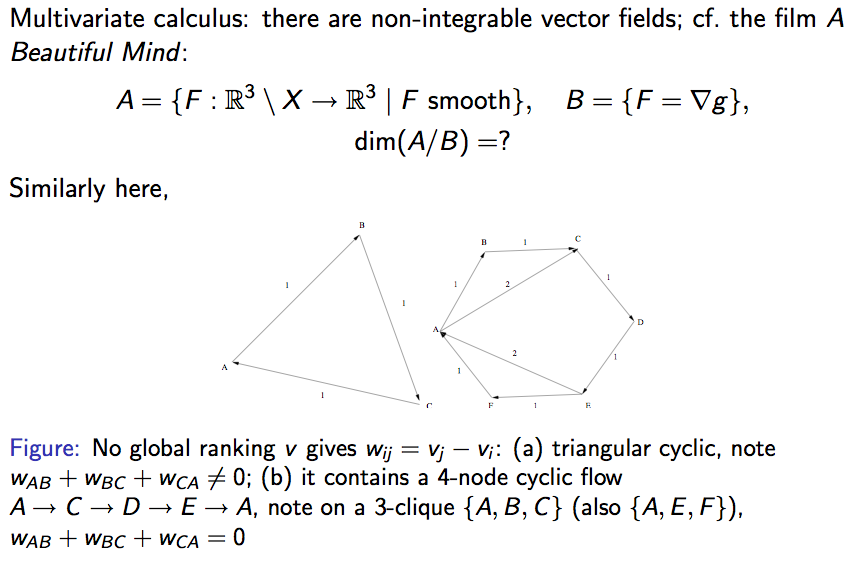 Multivariate calculus: there are non-integrable vector fields; cf. the film A
Beautiful Mind:
A = {F : ℝ³ \ X → ℝ³ | F smooth}, B = {F = ∇g},
dim(A/B) =?
Similarly here,
B
1
1
A
1
C
B
1
C
1
2
1
A
D
2
1
1
F
1
E
Figure: No global ranking v gives w_ij = v_j − v_i: (a) triangular cyclic, note
w_AB + w_BC + w_CA ≠ 0; (b) it contains a 4-node cyclic flow
A → C → D → E → A, note on a 3-clique {A, B, C} (also {A, E, F}),
w_AB + w_BC + w_CA = 0